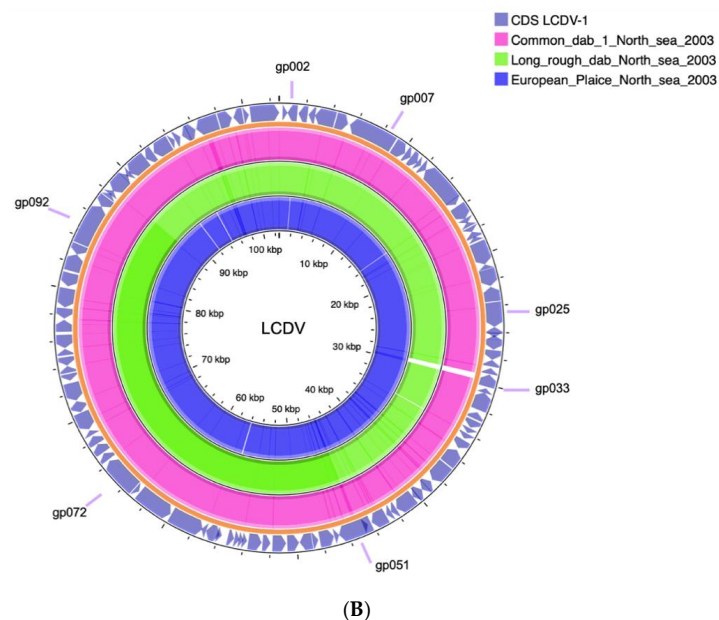 CDS LCDV-1
Common_dab_1_North_sea_2003
Long_rough_dab_North_sea_2003
European_Plaice_North_sea_2003
gp002
gp007
gp092
100 kbp
10 kbp
90 kbp
20 kbp
gp025
80 kbp
LCDV
30 kbp
70 kbp
gp033
40 kbp
60 kbp
50 kbp
gp072
gp051
(B)